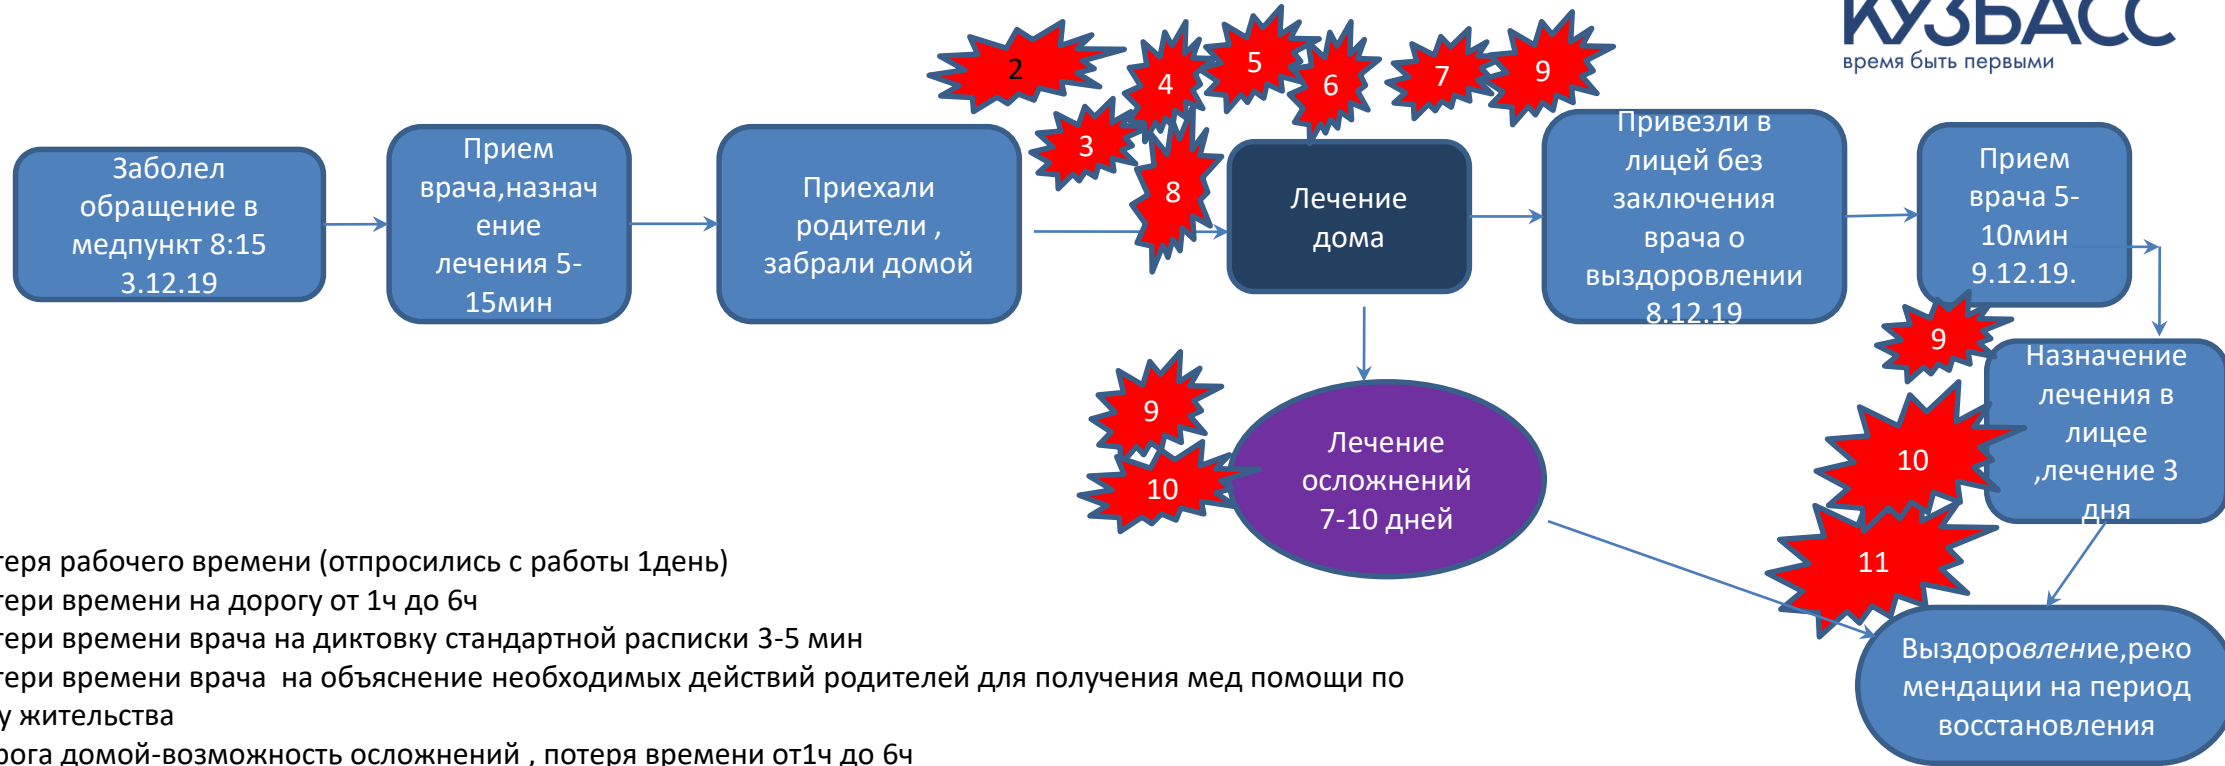 КУЗБАСС
время быть первыми
2
3
4
5
6
7
9
8
Заболел
обращение в
медпункт 8:15
3.12.19
Прием
врача,назнач
ение
лечения 5-
15мин
Приехали
родители ,
забрали домой
Лечение
дома
Привезли в
лицей без
заключения
врача о
выздоровлении
8.12.19
Прием
врача 5-
10мин
9.12.19.
9
10
11
Назначение
лечения в
лицее
,лечение 3
дня
9
10
Лечение
осложнений
7-10 дней
Выздоровление,реко
мендации на период
восстановления
теря рабочего времени (отпросились с работы 1день)
тери времени на дорогу от 1ч до 6ч
тери времени врача на диктовку стандартной расписки 3-5 мин
тери времени врача на объяснение необходимых действий родителей для получения мед помощи по
у жительства
рога домой-возможность осложнений , потеря времени от1ч до 6ч